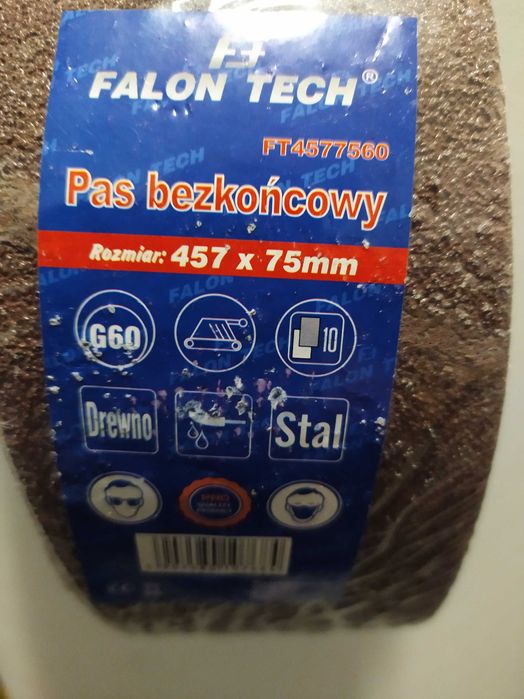 FALON TECH®
FT4577560
Pas bezkońcowy
Rozmiar: 457 x 75mm
G60
10
Drewno
Stal